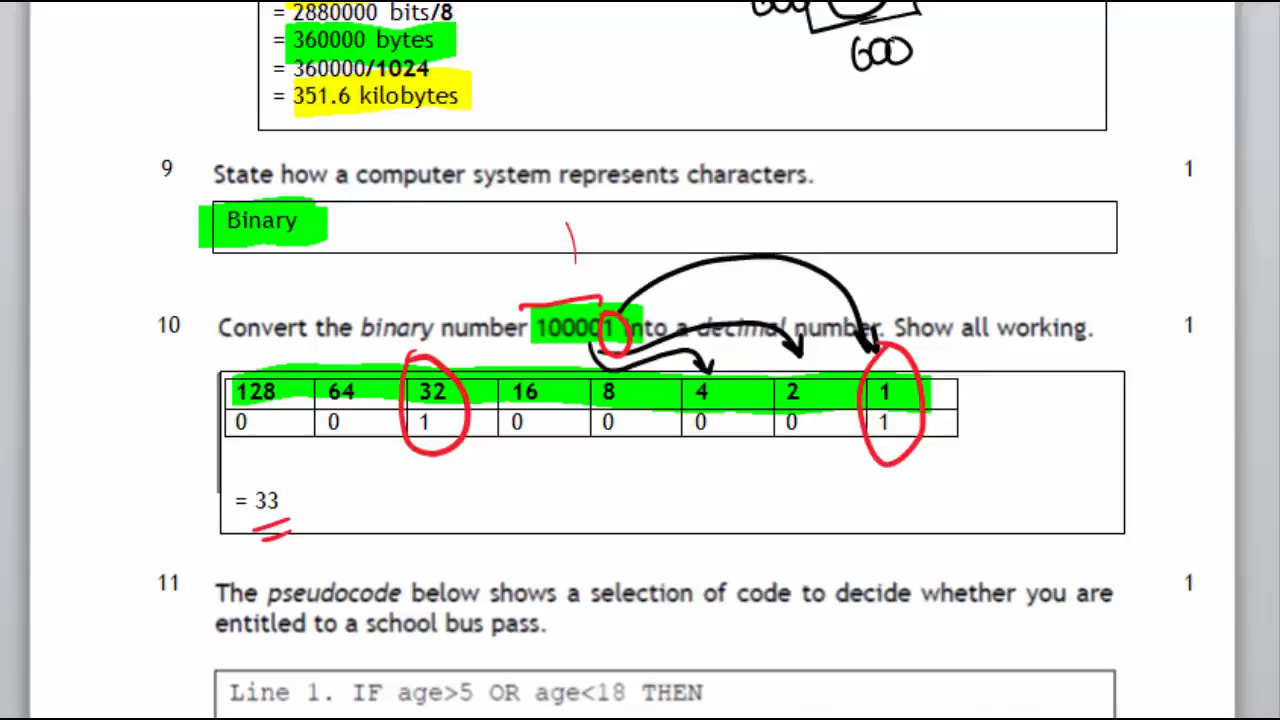 = 2880000 bits/8
= 360000 bytes
= 360000/1024
= 351.6 kilobytes
600
9 State how a computer system represents characters. 1
Binary
10 Convert the binary number 100001 into a decimal number. Show all working. 1
128 64 32 16 8 4 2 1
0 0 1 0 0 0 0 1
= 33
11 The pseudocode below shows a selection of code to decide whether you are 1
entitled to a school bus pass.
Line 1. IF age>5 OR age<18 THEN